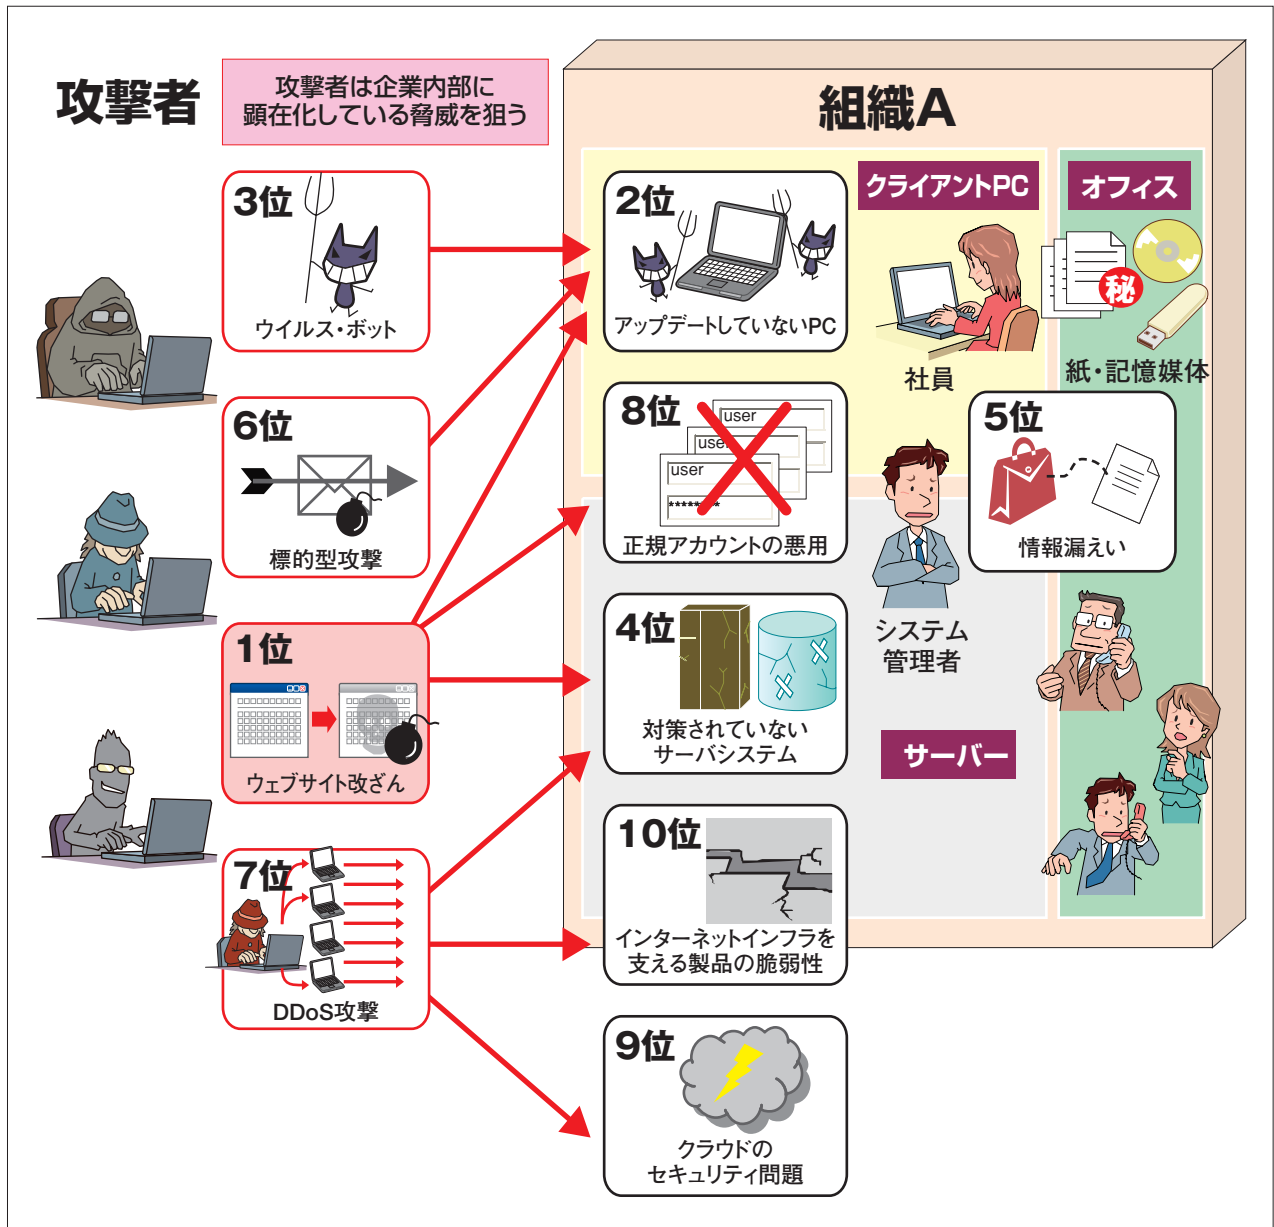 攻撃者
攻撃者は企業内部に
顕在化している脅威を狙う
組織A
3位
ウイルス・ボット
6位
標的型攻撃
1位
ウェブサイト改ざん
7位
DDoS攻撃
クライアントPC
2位
アップデートしていないPC
社員
8位
user
user
user
********
正規アカウントの悪用
システム
管理者
4位
対策されていない
サーバシステム
サーバー
10位
インターネットインフラを
支える製品の脆弱性
9位
クラウドの
セキュリティ問題
オフィス
秘
紙・記憶媒体
5位
情報漏えい